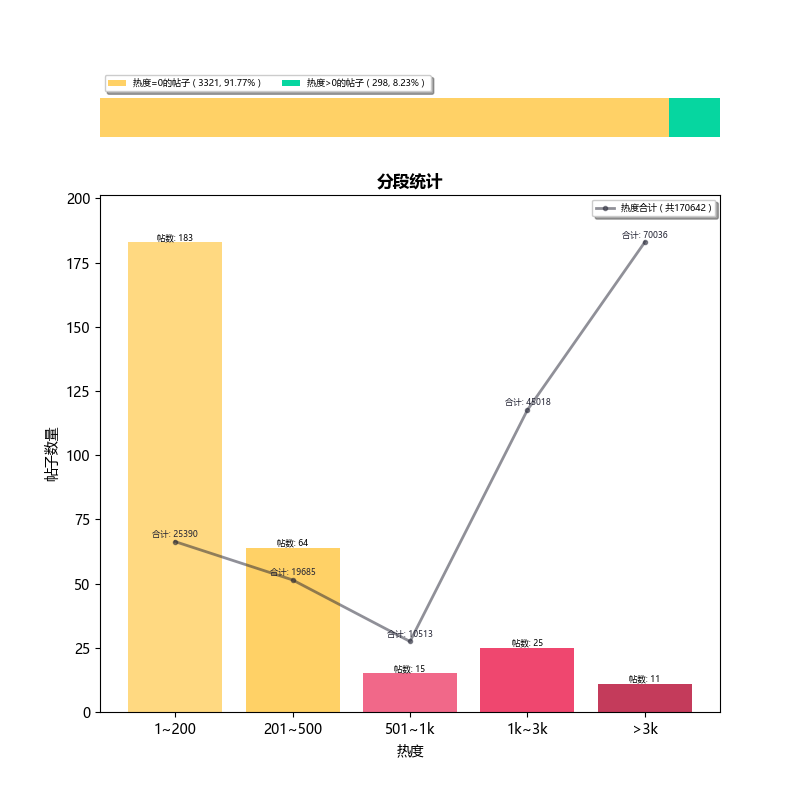 热度=0的帖子 ( 3321, 91.77% ) 热度>0的帖子 ( 298, 8.23% )
分段统计
热度合计 ( 共170642 )
200
175
150
125
100
75
50
25
0
帖子数量
帖数: 183
帖数: 64
帖数: 15
帖数: 25
帖数: 11
合计: 25390
合计: 19685
合计: 10513
合计: 45018
合计: 70036
1~200 201~500 501~1k 1k~3k >3k
热度